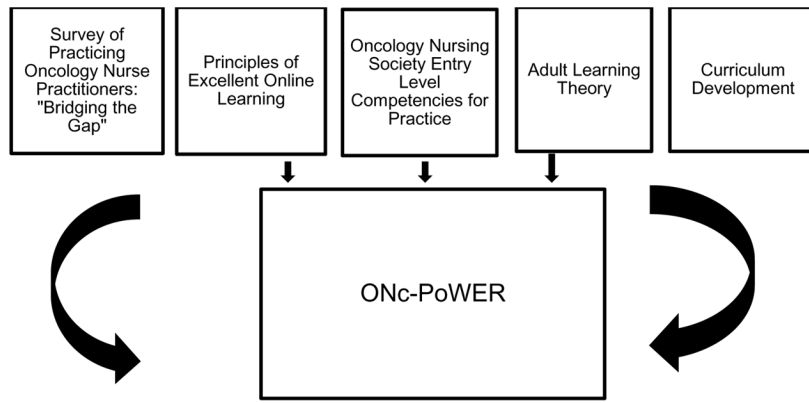 Survey of
Practicing
Oncology Nurse
Practitioners:
"Bridging the
Gap"
Principles of
Excellent Online
Learning
Oncology Nursing
Society Entry
Level
Competencies for
Practice
Adult Learning
Theory
Curriculum
Development
ONc-PoWER